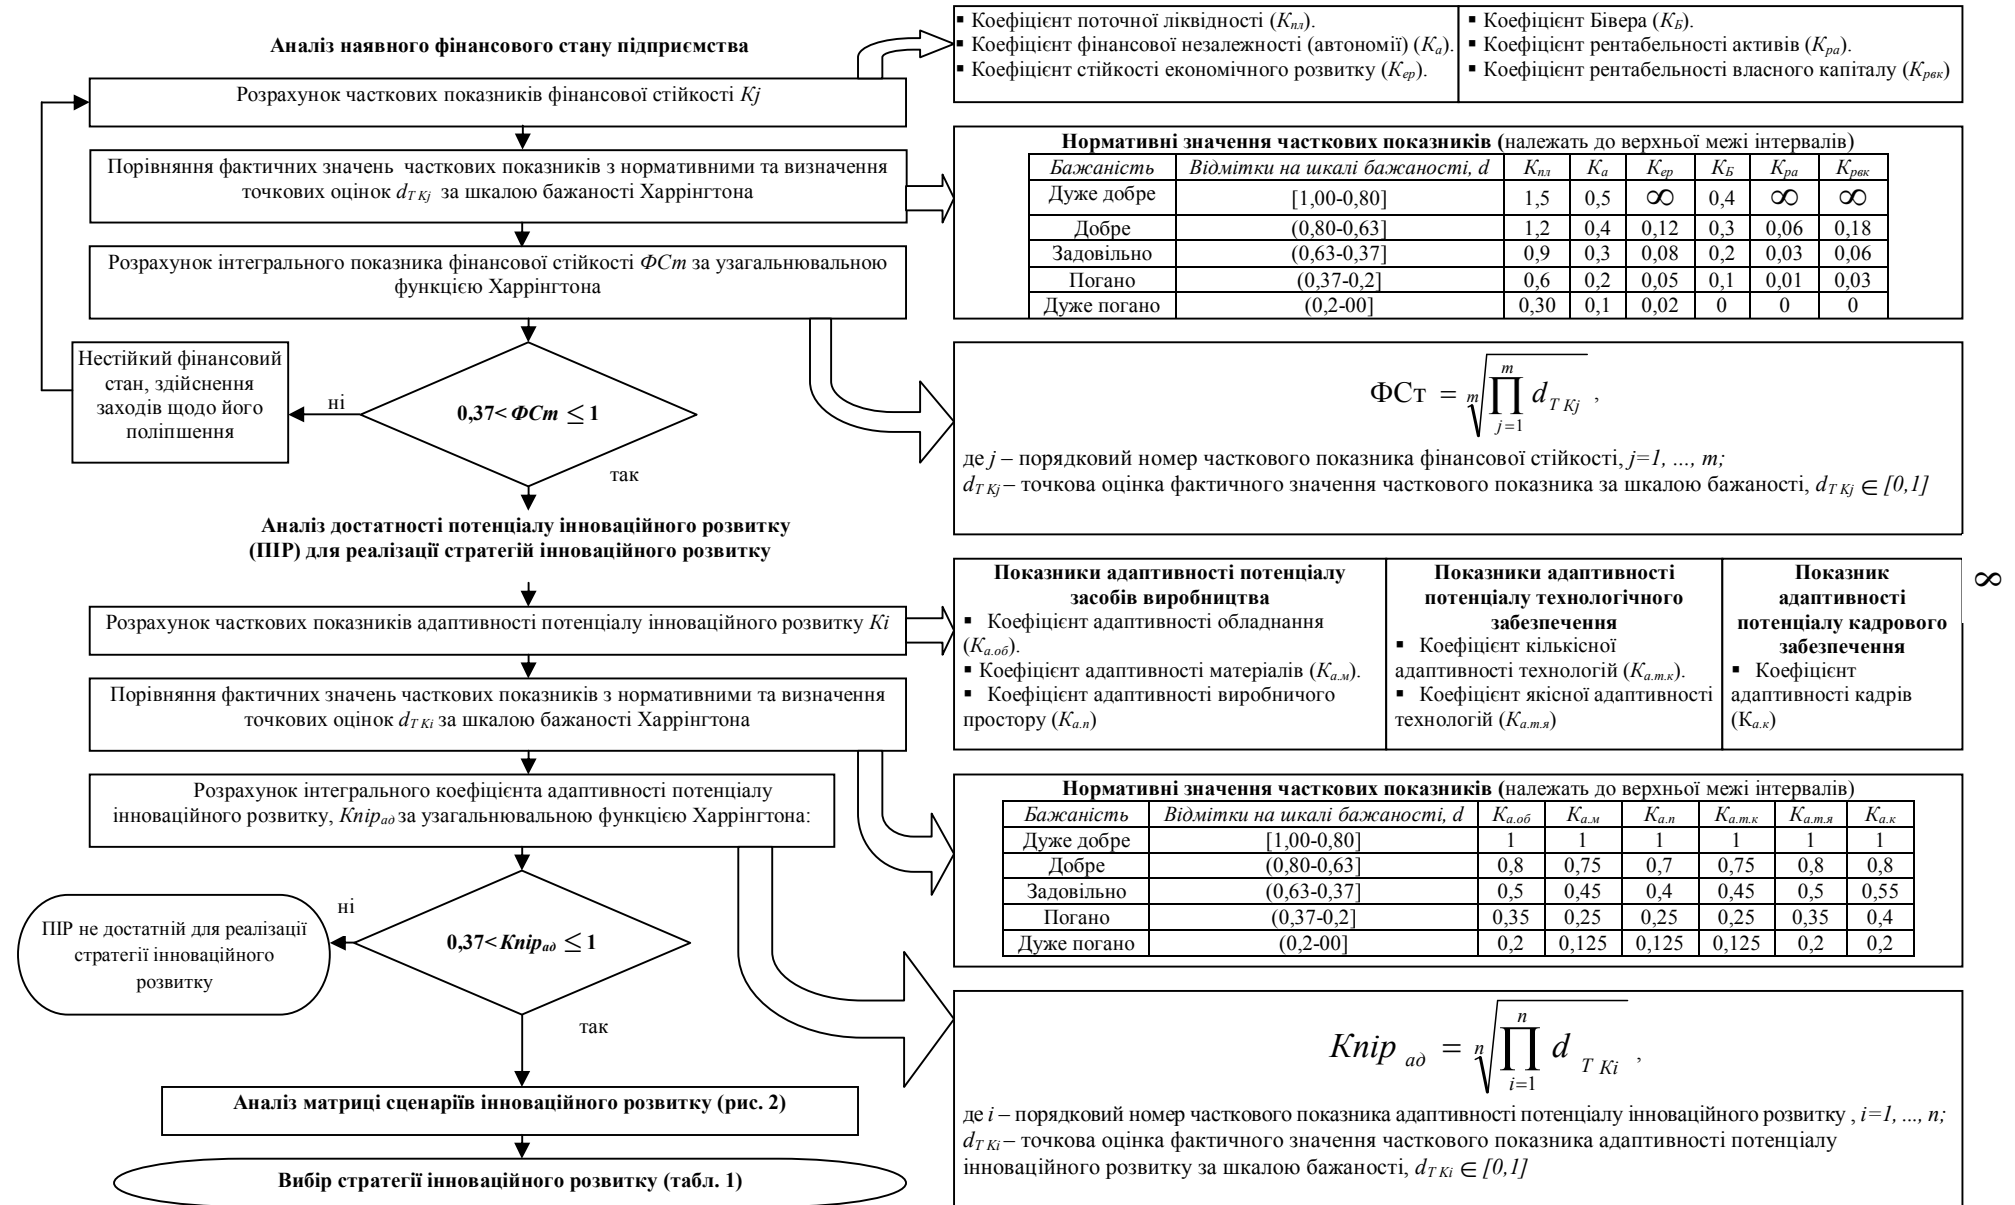 Аналіз наявного фінансового стану підприємства
Розрахунок часткових показників фінансової стійкості Kj
▪ Коефіцієнт поточної ліквідності (Kпл).
▪ Коефіцієнт фінансової незалежності (автономії) (Kа).
▪ Коефіцієнт стійкості економічного розвитку (Kер).
▪ Коефіцієнт Бівера (KБ).
▪ Коефіцієнт рентабельності активів (Kра).
▪ Коефіцієнт рентабельності власного капіталу (Kрвк)
Порівняння фактичних значень часткових показників з нормативними та визначення
точкових оцінок dТ Kj за шкалою бажаності Харрінгтона
Нормативні значення часткових показників (належать до верхньої межі інтервалів)
Бажаність Відмітки на шкалі бажаності, d Kпл Kа Kер KБ Kра Kрвк
Дуже добре [1,00-0,80] 1,5 0,5 ∞ 0,4 ∞ ∞
Добре (0,80-0,63] 1,2 0,4 0,12 0,3 0,06 0,18
Задовільно (0,63-0,37] 0,9 0,3 0,08 0,2 0,03 0,06
Погано (0,37-0,2] 0,6 0,2 0,05 0,1 0,01 0,03
Дуже погано (0,2-00] 0,30 0,1 0,02 0 0 0
Розрахунок інтегрального показника фінансової стійкості ФСт за узагальнювальною
функцією Харрінгтона
Нестійкий фінансовий
стан, здійснення
заходів щодо його
поліпшення
ні
0,37< ФСт ≤ 1
так
ФСт = m√∏ m j=1 d Т Kj ,
де j – порядковий номер часткового показника фінансової стійкості, j=1, ..., m;
dТ Kj – точкова оцінка фактичного значення часткового показника за шкалою бажаності, dТ Kj ∈ [0,1]
Аналіз достатності потенціалу інноваційного розвитку
(ПІР) для реалізації стратегій інноваційного розвитку
Розрахунок часткових показників адаптивності потенціалу інноваційного розвитку Кі
Показники адаптивності потенціалу
засобів виробництва
▪ Коефіцієнт адаптивності обладнання
(Kа.об).
▪ Коефіцієнт адаптивності матеріалів (Kа.м).
▪ Коефіцієнт адаптивності виробничого
простору (Kа.п)
Показники адаптивності
потенціалу технологічного
забезпечення
▪ Коефіцієнт кількісної
адаптивності технологій (Kа.т.к).
▪ Коефіцієнт якісної адаптивності
технологій (Kа.т.я)
Показник
адаптивності
потенціалу кадрового
забезпечення
▪ Коефіцієнт
адаптивності кадрів
(Kа.к)
∞
Порівняння фактичних значень часткових показників з нормативними та визначення
точкових оцінок dТ Kі за шкалою бажаності Харрінгтона
Розрахунок інтегрального коефіцієнта адаптивності потенціалу
інноваційного розвитку, Кпірад за узагальнювальною функцією Харрінгтона:
Нормативні значення часткових показників (належать до верхньої межі інтервалів)
Бажаність Відмітки на шкалі бажаності, d Kа.об Kа.м Kа.п Kа.т.к Kа.т.я Kа.к
Дуже добре [1,00-0,80] 1 1 1 1 1 1
Добре (0,80-0,63] 0,8 0,75 0,7 0,75 0,8 0,8
Задовільно (0,63-0,37] 0,5 0,45 0,4 0,45 0,5 0,55
Погано (0,37-0,2] 0,35 0,25 0,25 0,25 0,35 0,4
Дуже погано (0,2-00] 0,2 0,125 0,125 0,125 0,2 0,2
ПІР не достатній для реалізації
стратегії інноваційного
розвитку
ні
0,37< Кпірад ≤ 1
так
Кпір ад = n√∏ n i=1 d Т Кі ,
де і – порядковий номер часткового показника адаптивності потенціалу інноваційного розвитку , і=1, ..., n;
dТ Kі – точкова оцінка фактичного значення часткового показника адаптивності потенціалу
інноваційного розвитку за шкалою бажаності, dТ Kі ∈ [0,1]
Аналіз матриці сценаріїв інноваційного розвитку (рис. 2)
Вибір стратегії інноваційного розвитку (табл. 1)